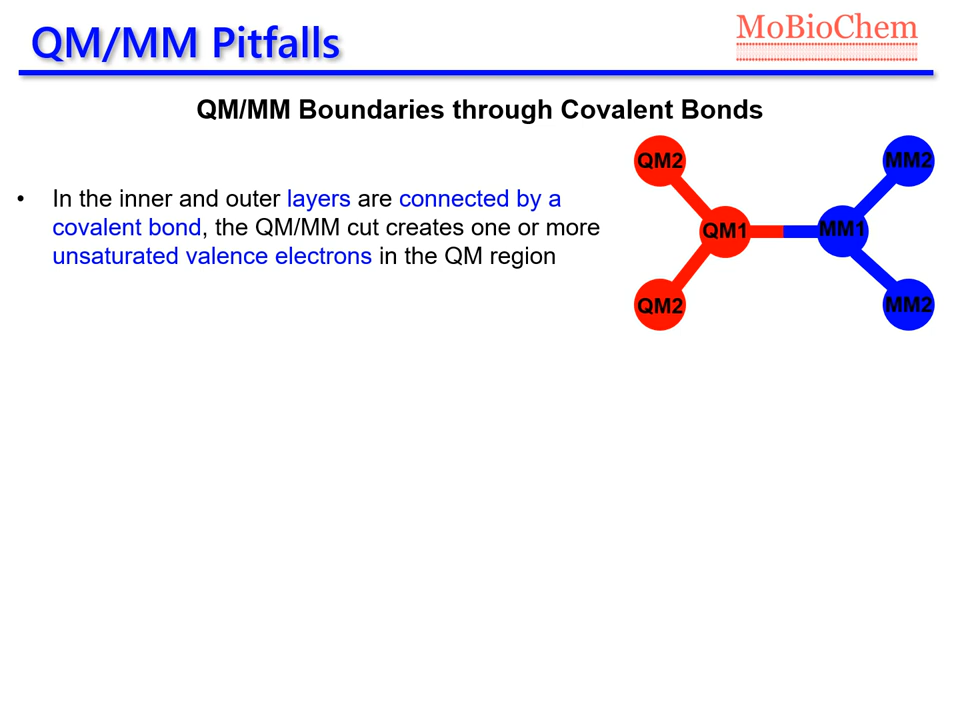 QM/MM Pitfalls
MoBioChem
QM/MM Boundaries through Covalent Bonds
• In the inner and outer layers are connected by a
covalent bond, the QM/MM cut creates one or more
unsaturated valence electrons in the QM region
QM2
MM2
QM1
MM1
QM2
MM2